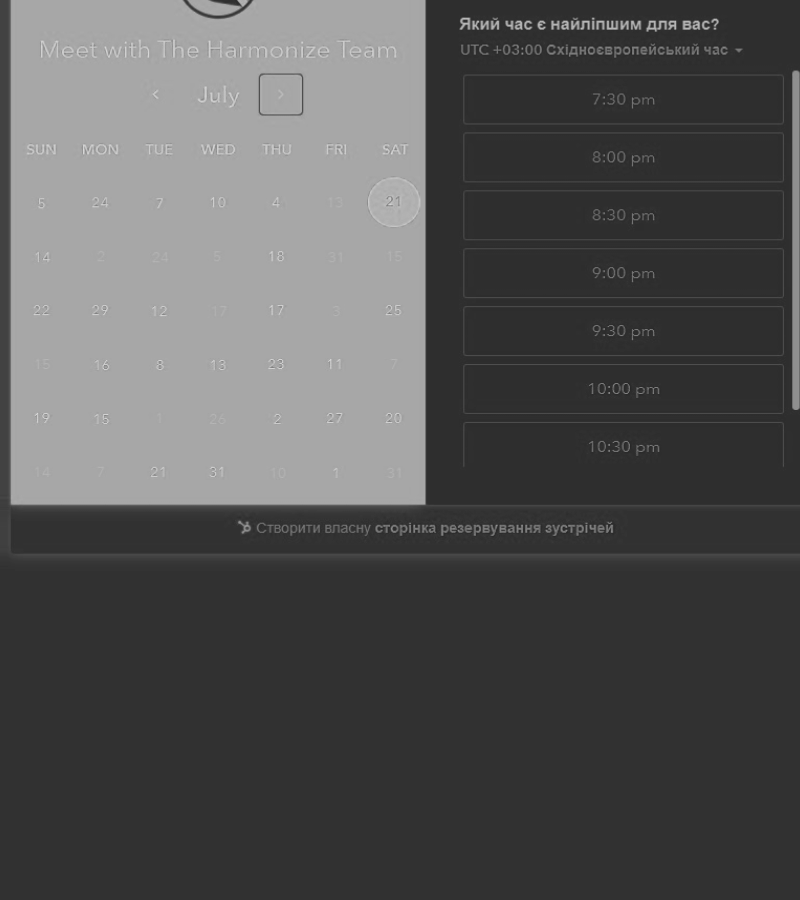 Meet with The Harmonize Team
July
SUN MON TUE WED THU FRI SAT
5 24 7 10 4 13 21
14 2 24 5 18 31 15
22 29 12 17 17 3 25
15 16 8 13 23 11 7
19 15 1 26 2 27 20
14 7 21 31 10 1 31
Який час є найліпшим для вас?
UTC +03:00 Східноєвропейський час
7:30 pm
8:00 pm
8:30 pm
9:00 pm
9:30 pm
10:00 pm
10:30 pm
Створити власну сторінка резервування зустрічей